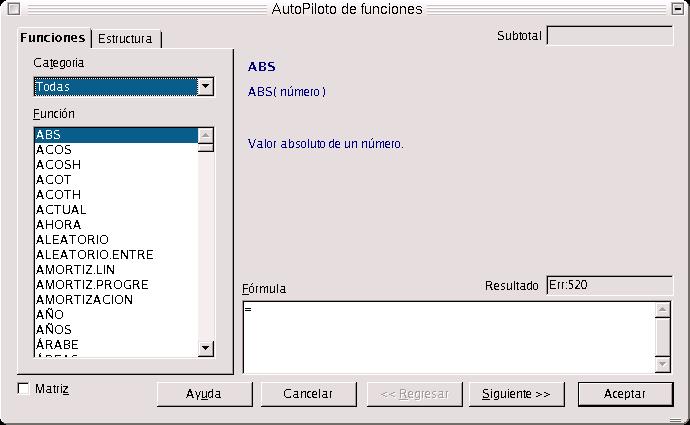 AutoPiloto de funciones
Funciones
Estructura
Subtotal
Categoría
Todas
Función
ABS
ACOS
ACOSH
ACOT
ACOTH
ACTUAL
AHORA
ALEATORIO
ALEATORIO.ENTRE
AMORTIZ.LIN
AMORTIZ.PROGRE
AMORTIZACION
AÑO
AÑOS
ÁRABE
ABS
ABS( número )
Valor absoluto de un número.
Fórmula
Resultado
Err:520
=
Matriz
Ayuda
Cancelar
<< Regresar
Siguiente >>
Aceptar